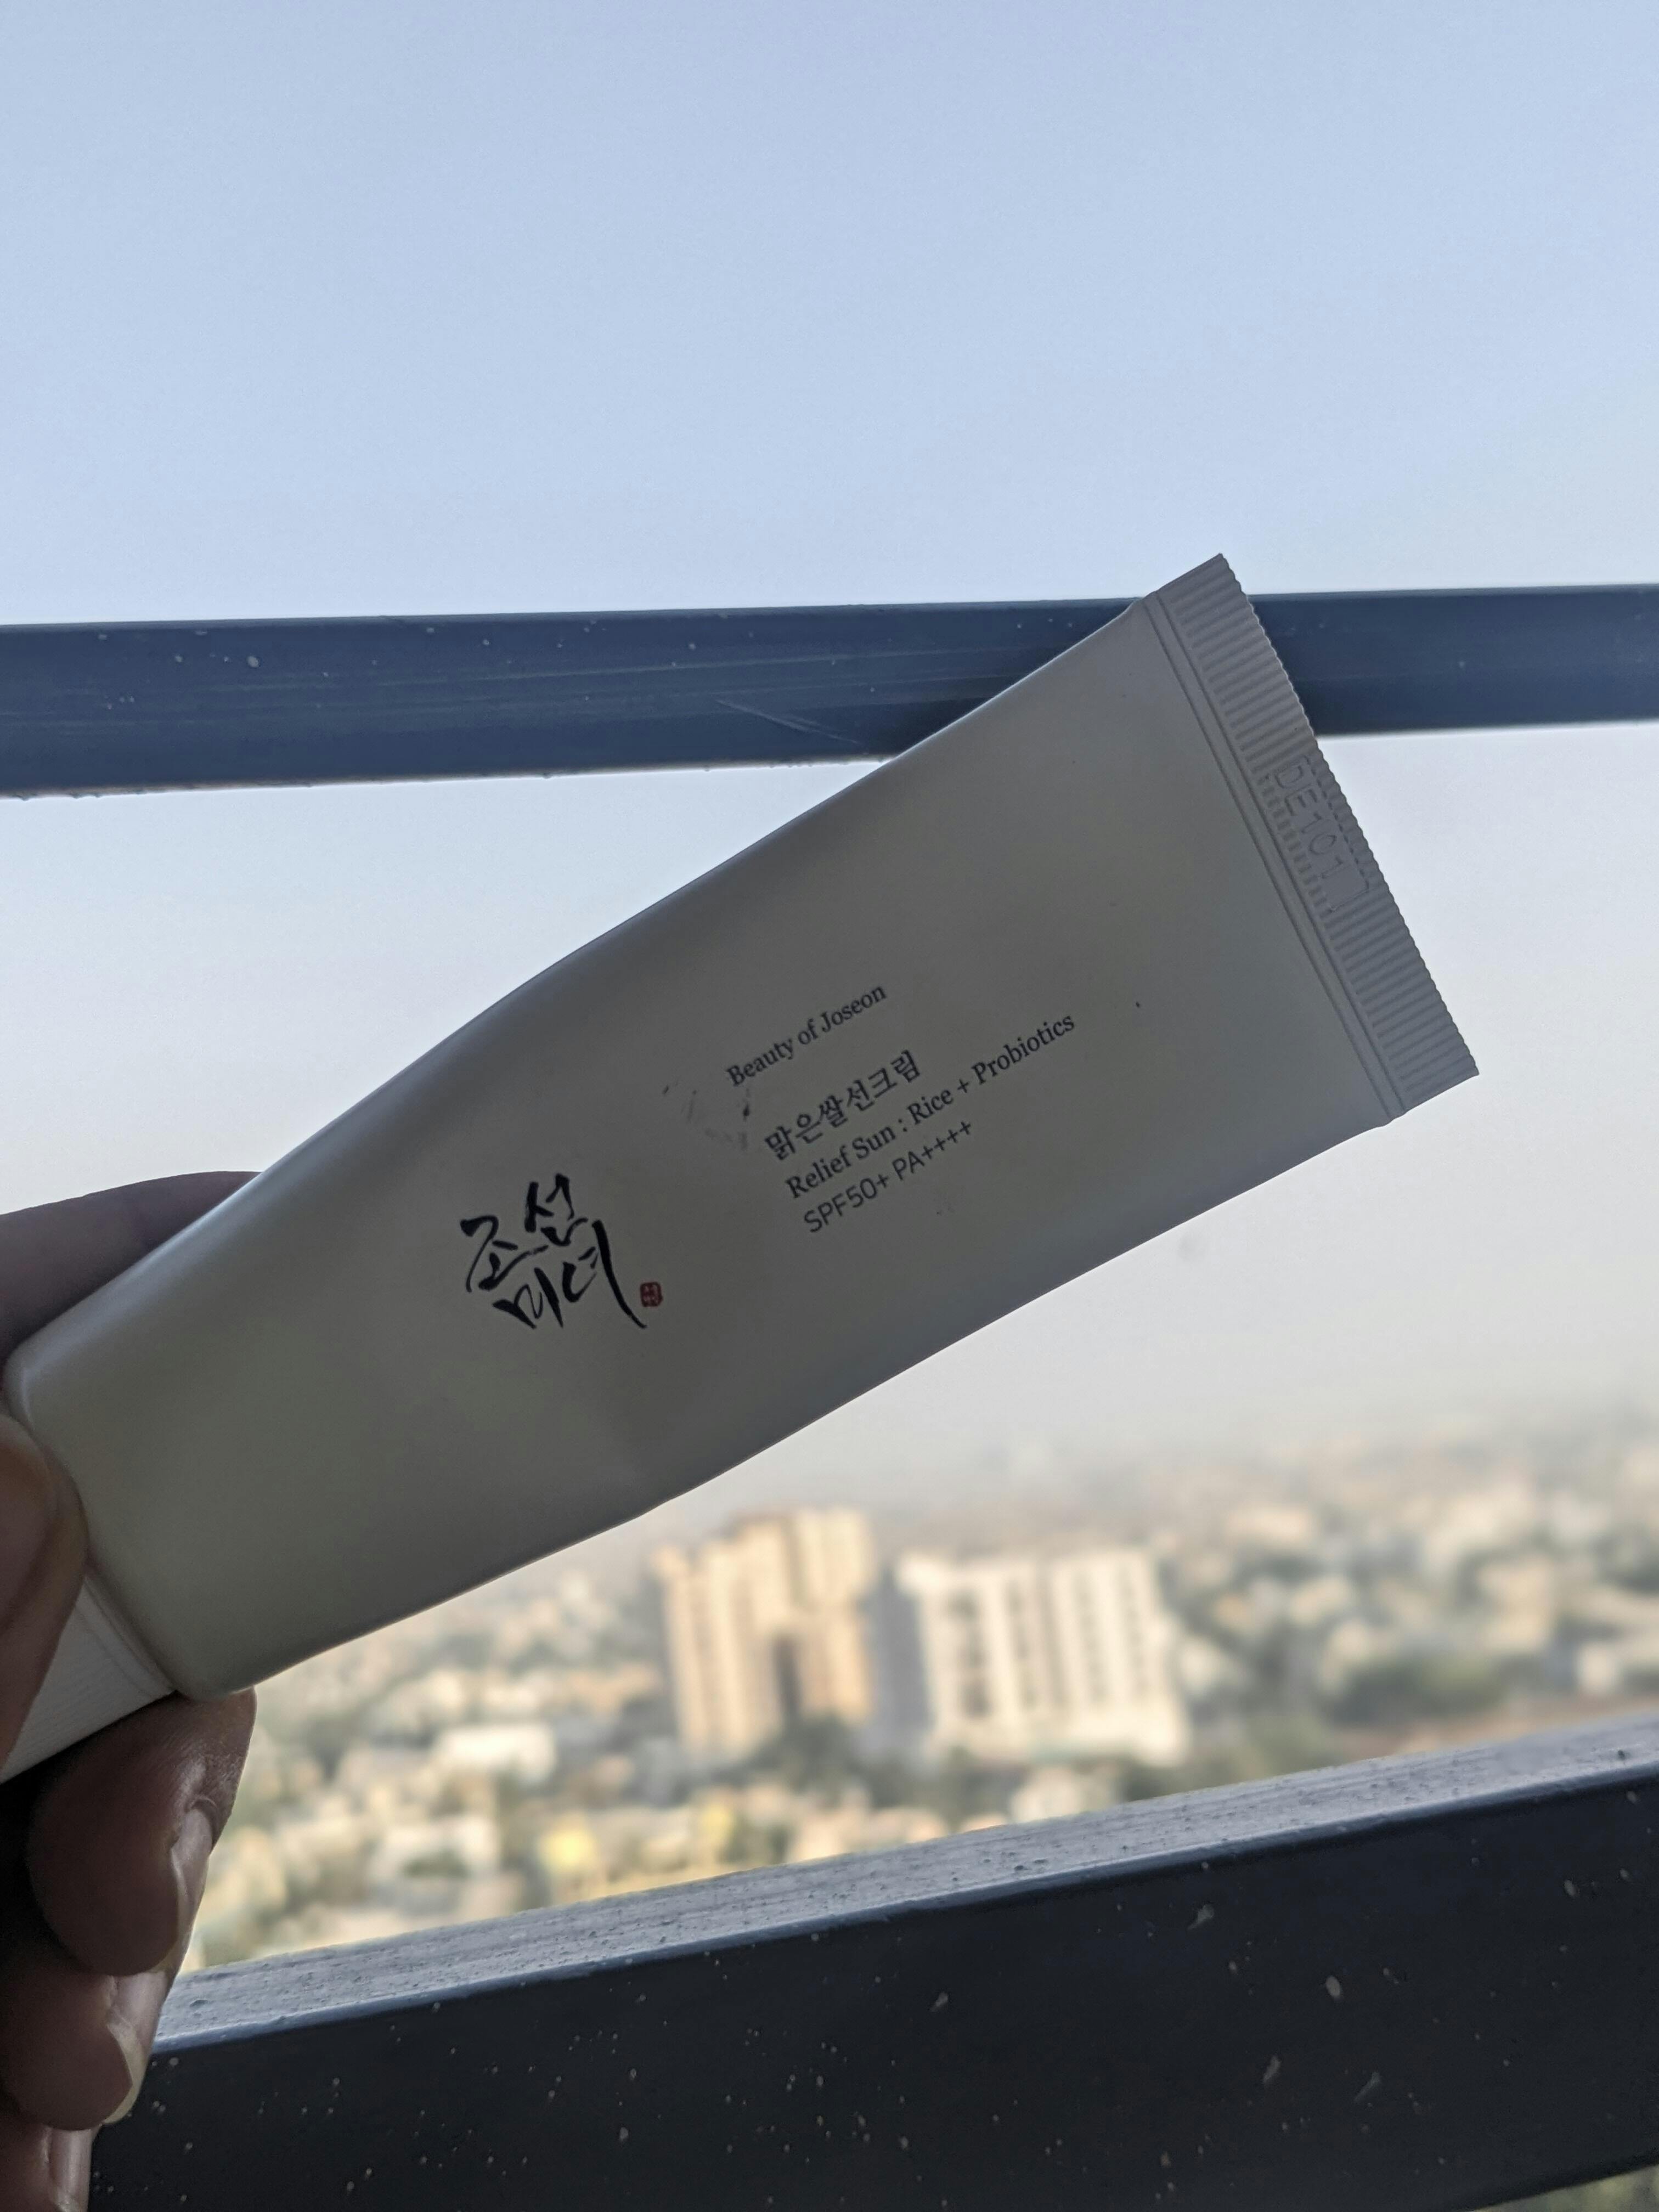 조선
미녀
Beauty of Joseon
맑은쌀선크림
Relief Sun : Rice + Probiotics
SPF50+ PA++++
DE101